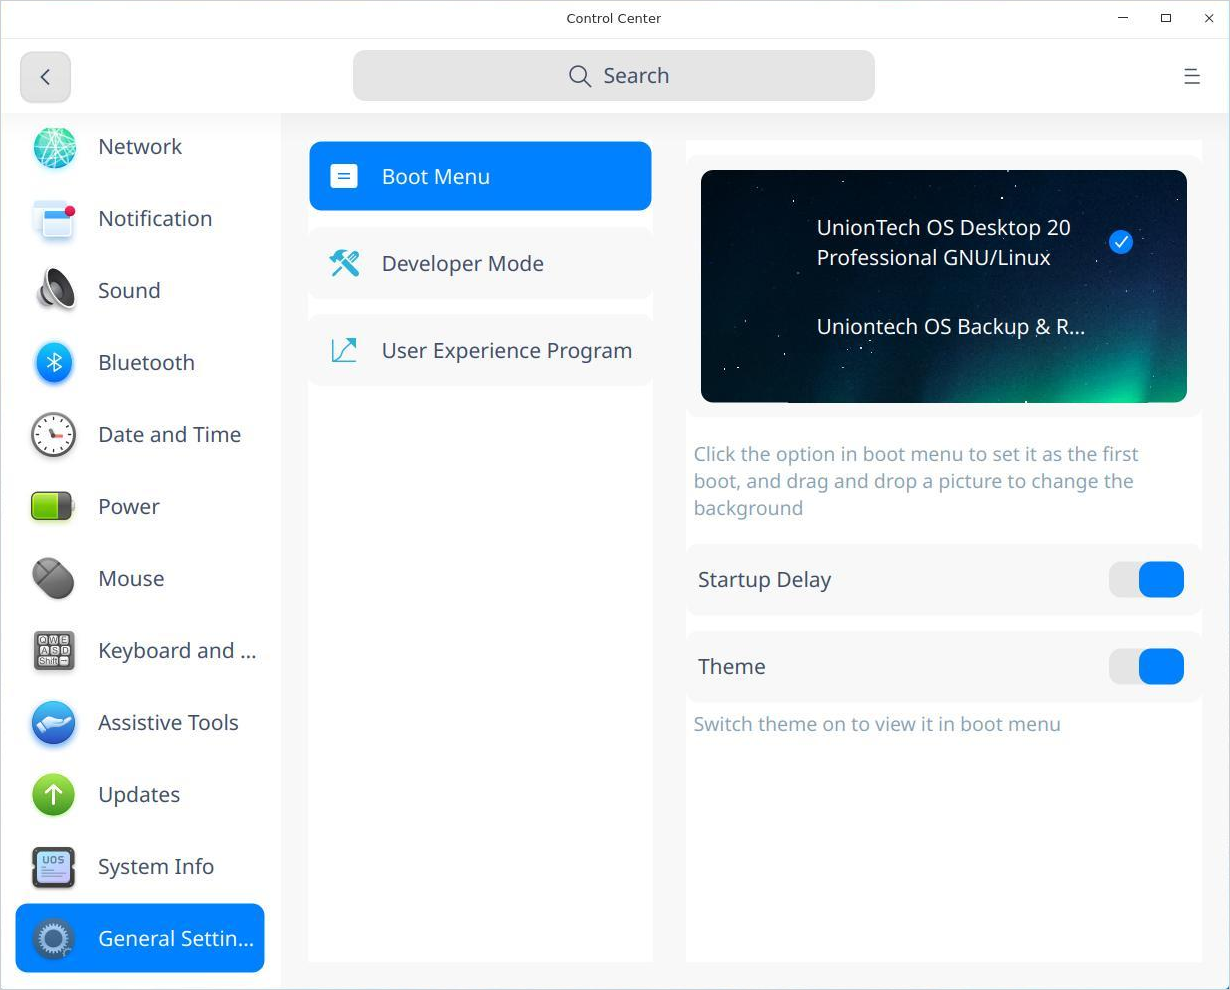 Control Center
Search
Network
Notification
Sound
Bluetooth
Date and Time
Power
Mouse
Keyboard and ...
Assistive Tools
Updates
UOS
System Info
General Settin...
Boot Menu
Developer Mode
User Experience Program
UnionTech OS Desktop 20
Professional GNU/Linux
Uniontech OS Backup & R...
Click the option in boot menu to set it as the first
boot, and drag and drop a picture to change the
background
Startup Delay
Theme
Switch theme on to view it in boot menu